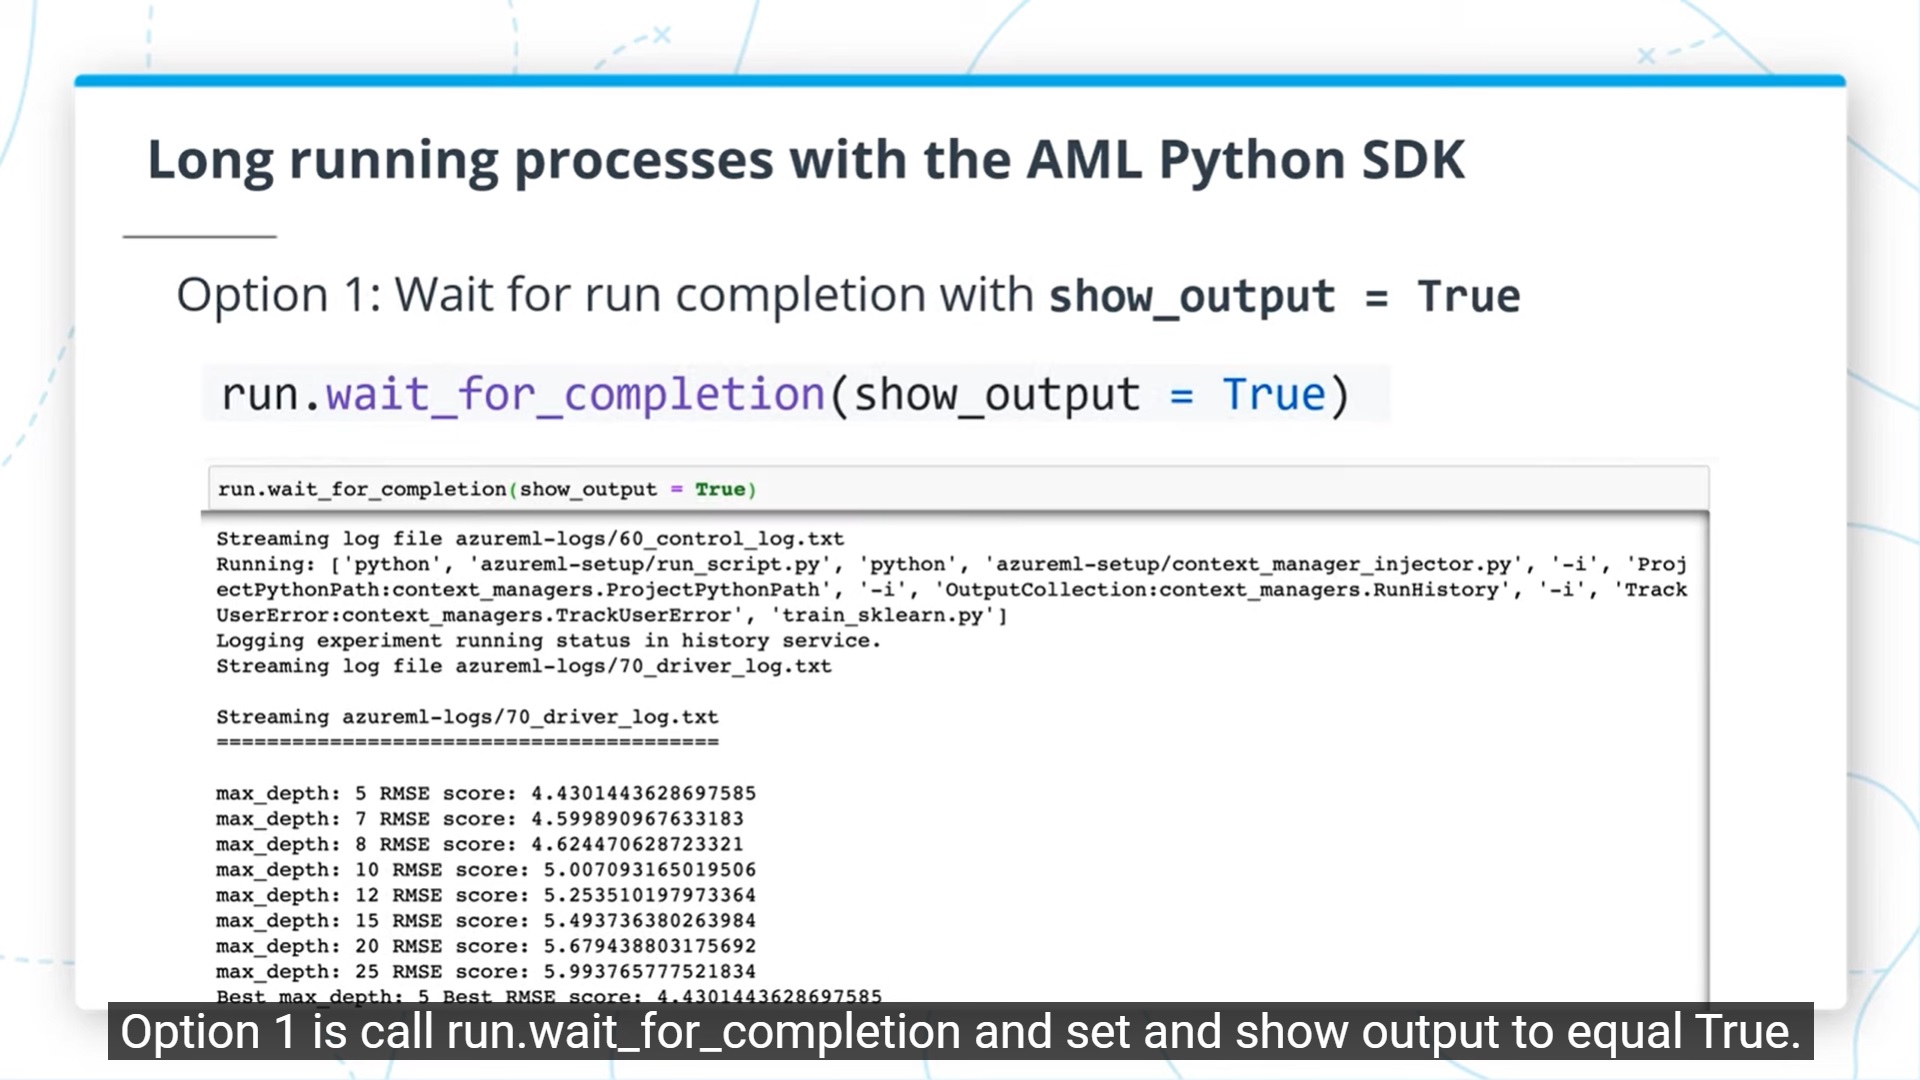 Long running processes with the AML Python SDK
Option 1: Wait for run completion with show_output = True
run.wait_for_completion(show_output = True)
run.wait_for_completion(show_output = True)
Streaming log file azureml-logs/60_control_log.txt
Running: ['python', 'azureml-setup/run_script.py', 'python', 'azureml-setup/context_manager_injector.py', '-i', 'Proj
ectPythonPath:context_managers.ProjectPythonPath', '-i', 'OutputCollection:context_managers.RunHistory', '-i', 'Track
UserError:context_managers.TrackUserError', 'train_sklearn.py']
Logging experiment running status in history service.
Streaming log file azureml-logs/70_driver_log.txt
Streaming azureml-logs/70_driver_log.txt
========================================
max_depth: 5 RMSE score: 4.4301443628697585
max_depth: 7 RMSE score: 4.599890967633183
max_depth: 8 RMSE score: 4.624470628723321
max_depth: 10 RMSE score: 5.007093165019506
max_depth: 12 RMSE score: 5.253510197973364
max_depth: 15 RMSE score: 5.493736380263984
max_depth: 20 RMSE score: 5.679438803175692
max_depth: 25 RMSE score: 5.993765777521834
Best max_depth: 5 Best RMSE score: 4.4301443628697585
Option 1 is call run.wait_for_completion and set and show output to equal True.